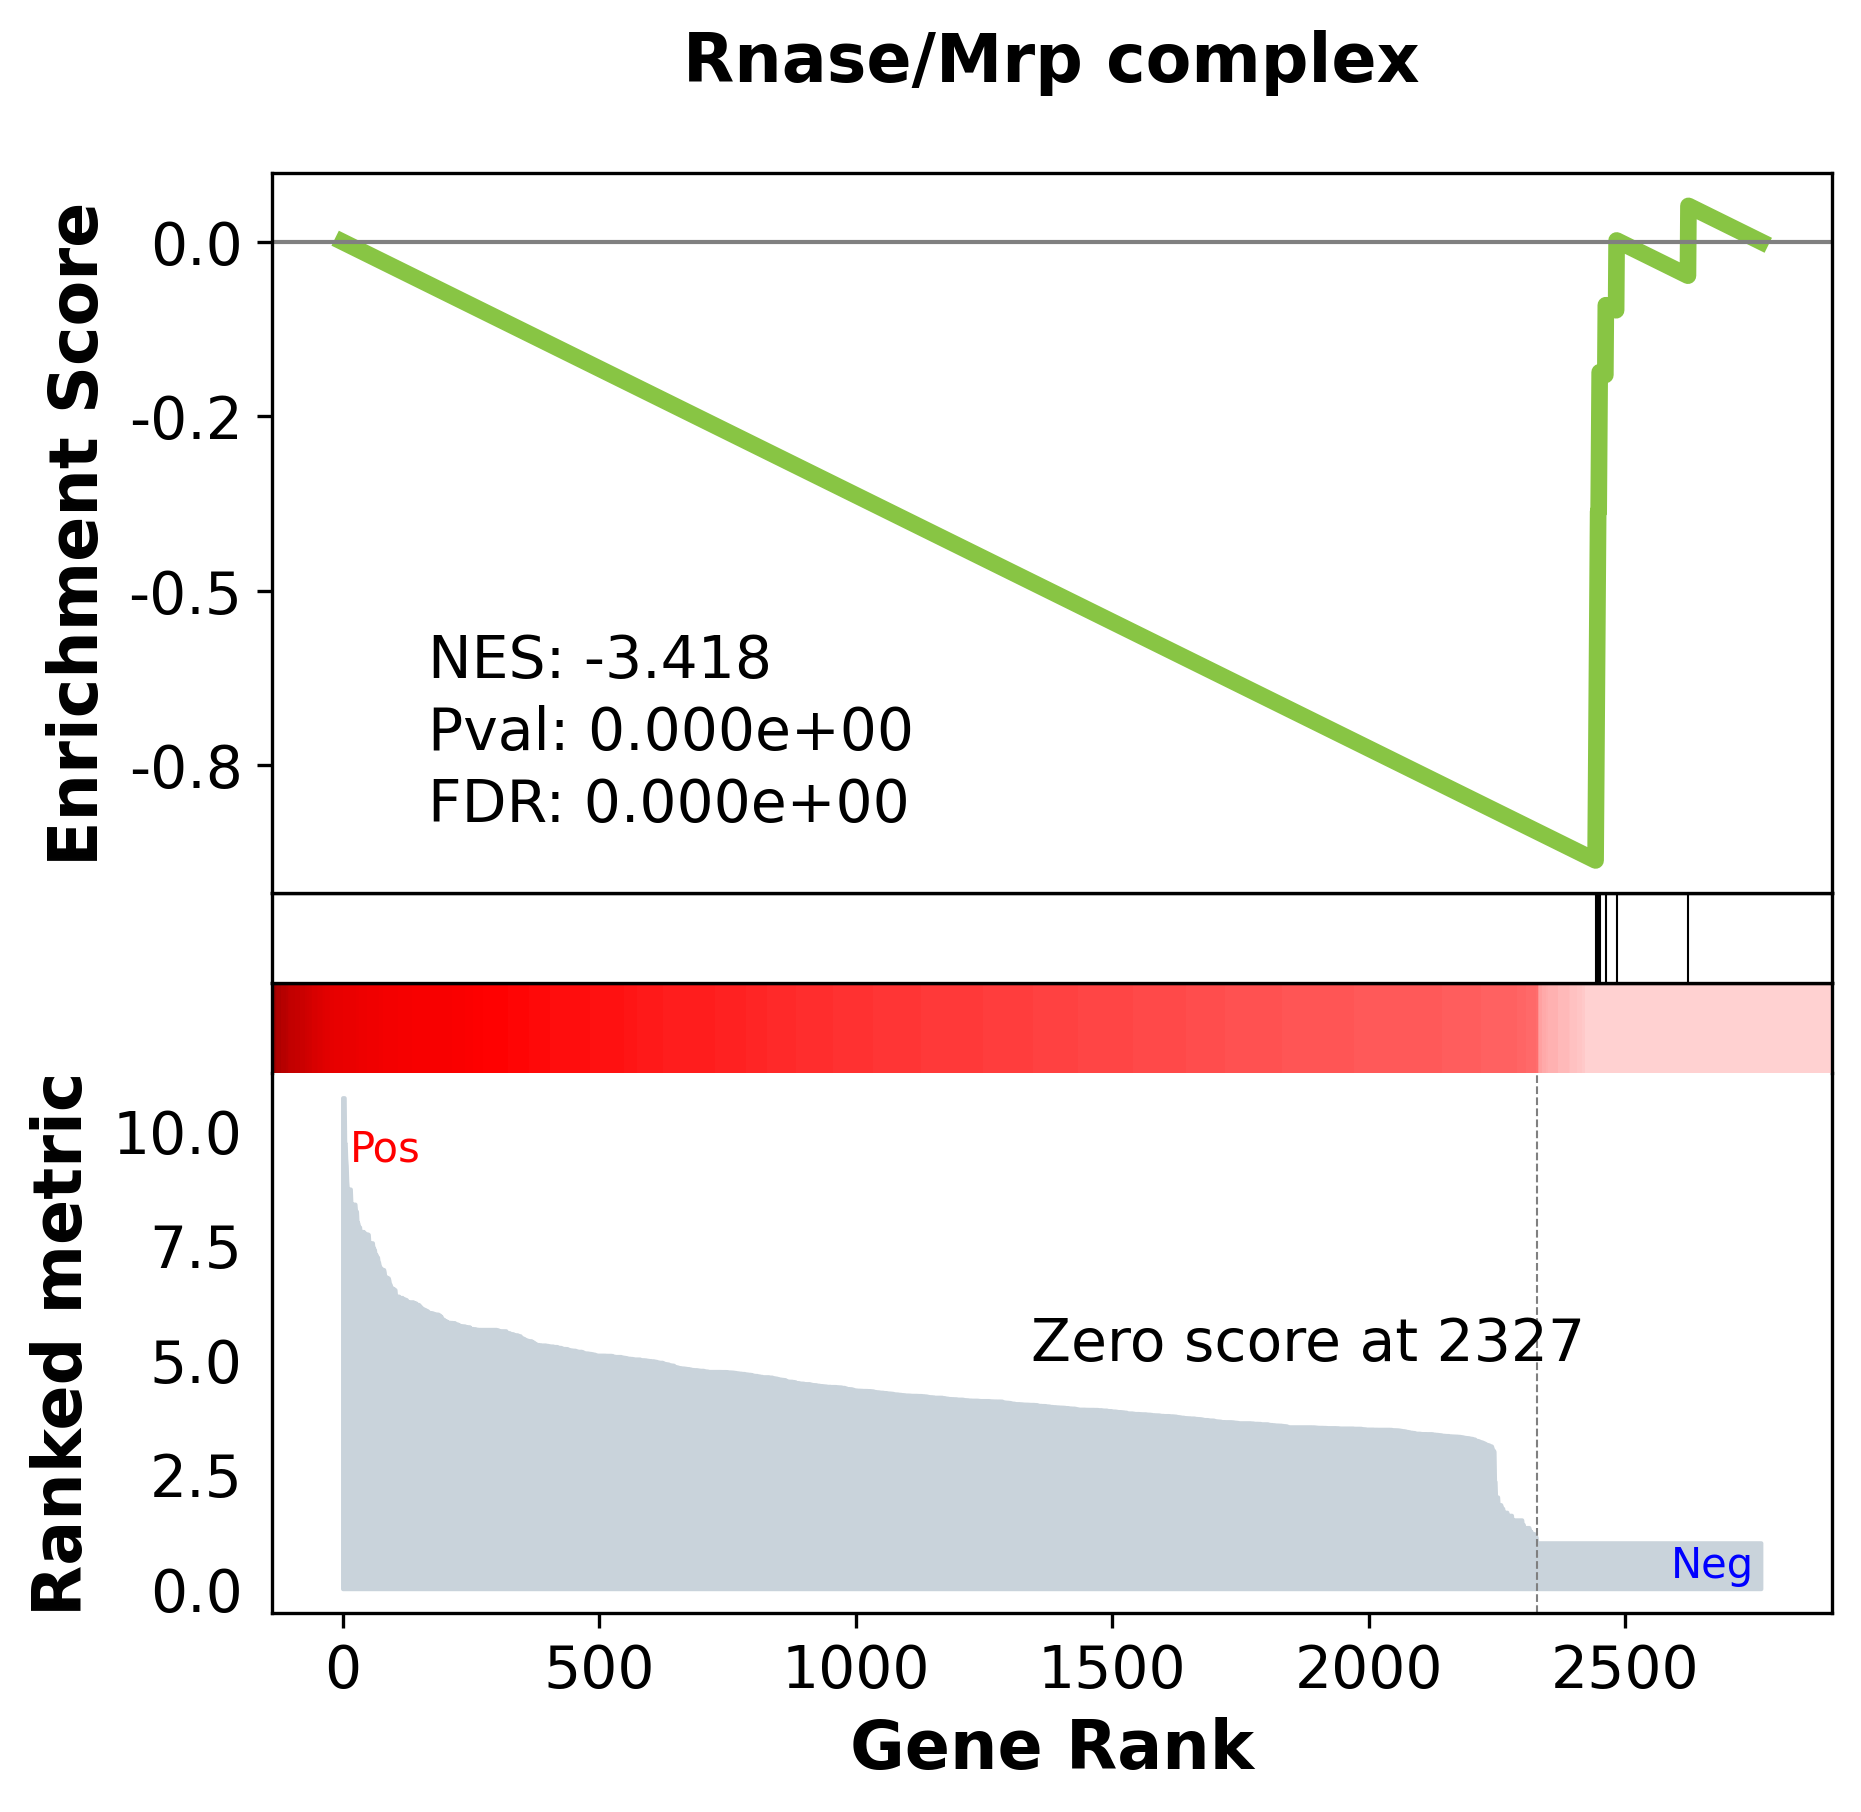 Rnase/Mrp complex
Enrichment Score
0.0
-0.2
-0.5
-0.8
NES: -3.418
Pval: 0.000e+00
FDR: 0.000e+00
Ranked metric
10.0
7.5
5.0
2.5
0.0
Pos
Zero score at 2327
Neg
0 500 1000 1500 2000 2500
Gene Rank